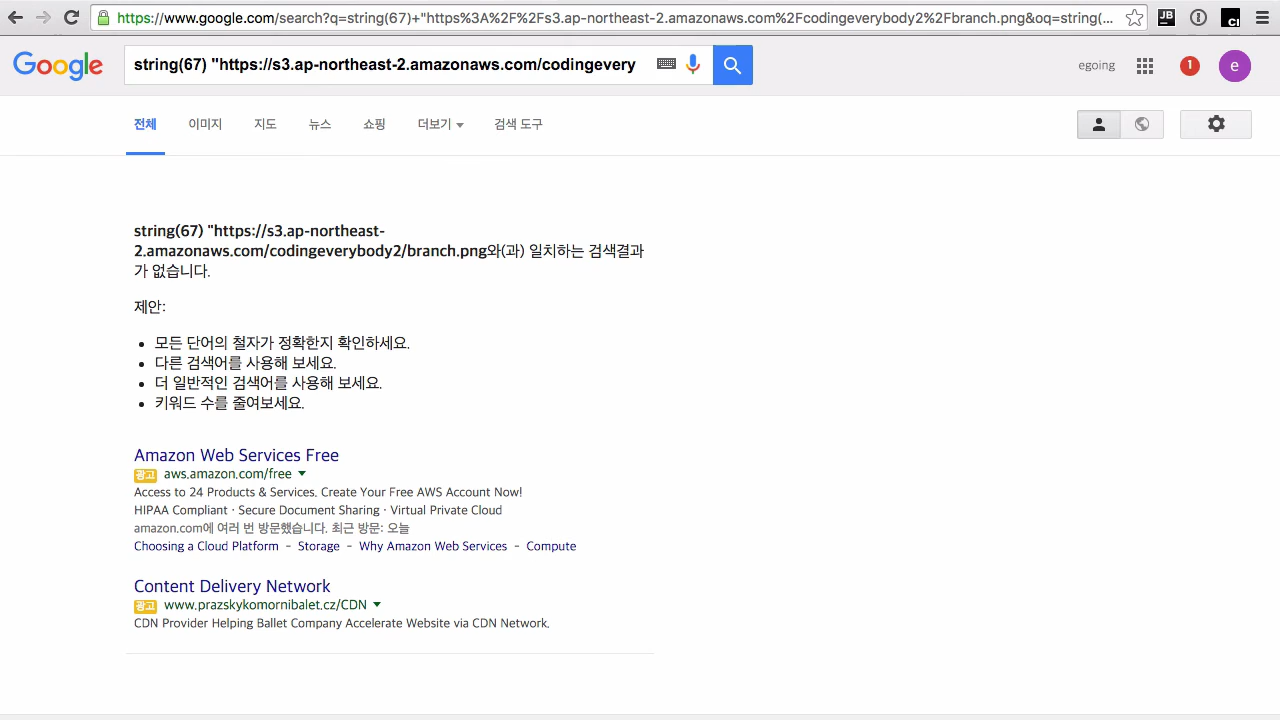 https://www.google.com/search?q=string(67)+"https%3A%2F%2Fs3.ap-northeast-2.amazonaws.com%2Fcodingeverybody2%2Fbranch.png&oq=string(...
JB
CI
Google
string(67) "https://s3.ap-northeast-2.amazonaws.com/codingevery
egoing
1
e
전체 이미지 지도 뉴스 쇼핑 더보기 검색 도구
string(67) "https://s3.ap-northeast-
2.amazonaws.com/codingeverybody2/branch.png와(과) 일치하는 검색결과
가 없습니다.
제안:
• 모든 단어의 철자가 정확한지 확인하세요.
• 다른 검색어를 사용해 보세요.
• 더 일반적인 검색어를 사용해 보세요.
• 키워드 수를 줄여보세요.
Amazon Web Services Free
광고 aws.amazon.com/free
Access to 24 Products & Services. Create Your Free AWS Account Now!
HIPAA Compliant · Secure Document Sharing · Virtual Private Cloud
amazon.com에 여러 번 방문했습니다. 최근 방문: 오늘
Choosing a Cloud Platform - Storage - Why Amazon Web Services - Compute
Content Delivery Network
광고 www.prazskykomornibalet.cz/CDN
CDN Provider Helping Ballet Company Accelerate Website via CDN Network.